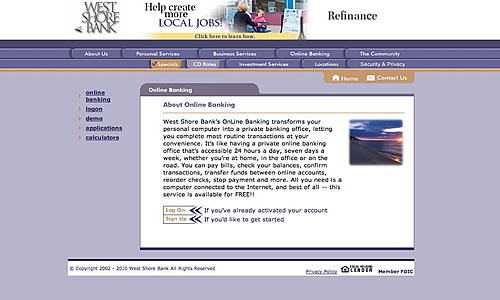 WEST
SHORE
BANK
Help create
more
LOCAL JOBS!
Click here to learn how.
Refinance
About Us
Personal Services
Business Services
Online Banking
The Community
Specials
CD Rates
Investment Services
Locations
Security & Privacy
Home
Contact Us
online
banking
logon
demo
applications
calculators
Online Banking
About Online Banking
West Shore Bank's OnLine Banking transforms your
personal computer into a private banking office, letting
you complete most routine transactions at your
convenience. It's like having a private online banking
office that's accessible 24 hours a day, seven days a
week, whether you're at home, in the office or on the
road. You can pay bills, check your balances, confirm
transactions, transfer funds between online accounts,
reorder checks, stop payment and more. All you need is a
computer connected to the Internet, and best of all -- this
service is available for FREE!!
Log On If you've already activated your account
Sign Up If you'd like to get started
© Copyright 2002 - 2010 West Shore Bank All Rights Reserved
Privacy Policy
EQUAL HOUSING
LENDER
Member FDIC